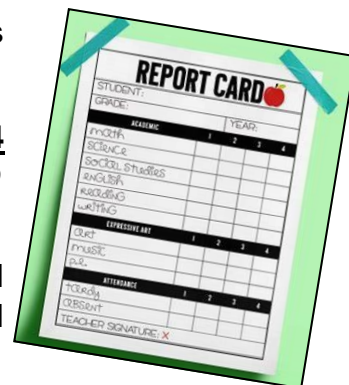 REPORT CARD
STUDENT:
GRADE:
YEAR:
ACADEMIC 1 2 3 4
math
SCIENCE
SOCIAL STUDIES
ENGLISH
READING
WRITING
EXPRESSIVE ART 1 2 3 4
art
music
P.E.
ATTENDANCE 1 2 3 4
tardy
absent
TEACHER SIGNATURE: X